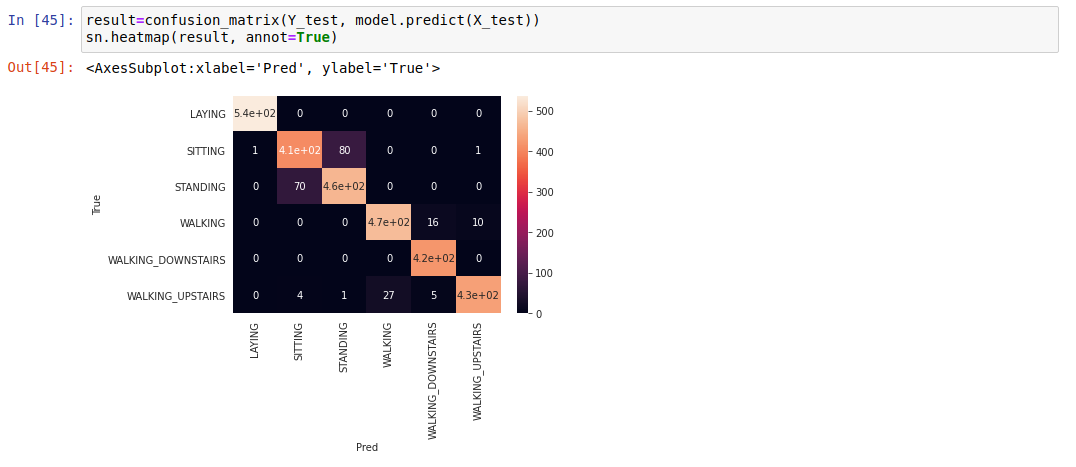 In [45]: result=confusion_matrix(Y_test, model.predict(X_test))
sn.heatmap(result, annot=True)
Out[45]: <AxesSubplot:xlabel='Pred', ylabel='True'>
LAYING 5.4e+02 0 0 0 0 0
SITTING 1 4.1e+02 80 0 0 1
STANDING 0 70 4.6e+02 0 0 0
WALKING 0 0 0 4.7e+02 16 10
WALKING_DOWNSTAIRS 0 0 0 0 4.2e+02 0
WALKING_UPSTAIRS 0 4 1 27 5 4.3e+02
True
LAYING
SITTING
STANDING
WALKING
WALKING_DOWNSTAIRS
WALKING_UPSTAIRS
Pred
500
400
300
200
100
0